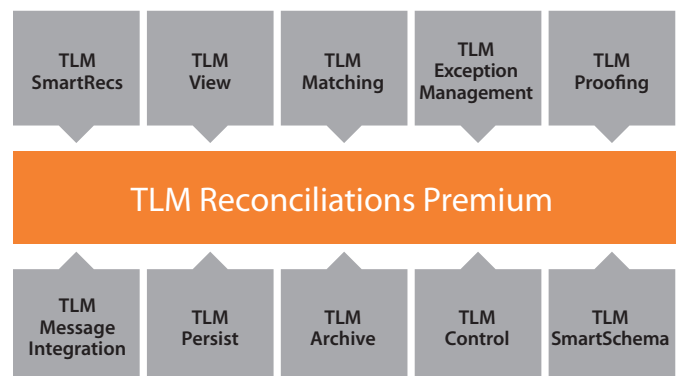 TLM
SmartRecs
TLM
View
TLM
Matching
TLM
Exception
Management
TLM
Proofing
TLM Reconciliations Premium
TLM
Message
Integration
TLM
Persist
TLM
Archive
TLM
Control
TLM
SmartSchema